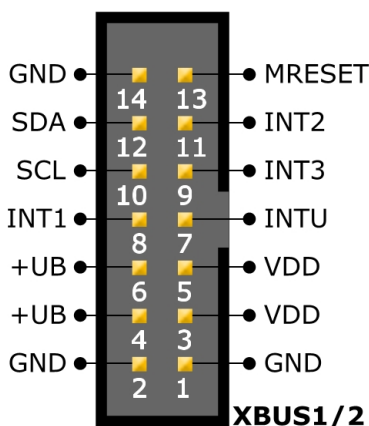 GND MRESET
14 13
SDA INT2
12 11
SCL INT3
10 9
INT1 INTU
8 7
+UB VDD
6 5
+UB VDD
4 3
GND GND
2 1
XBUS1/2